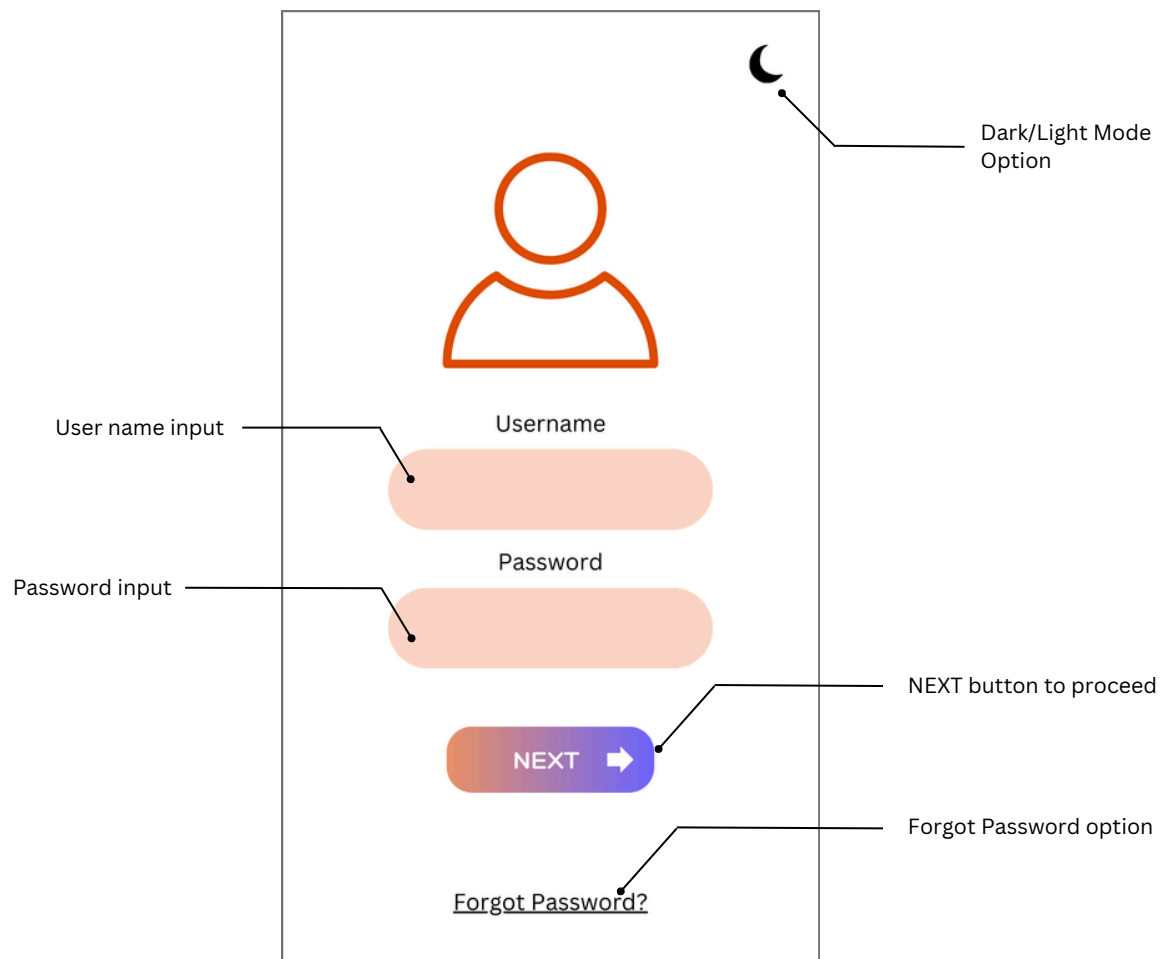 Dark/Light Mode
Option
Username
User name input
Password
Password input
NEXT button to proceed
NEXT
Forgot Password option
Forgot Password?